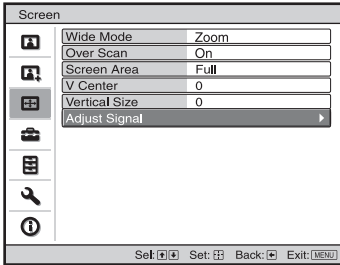 Screen
Wide Mode Zoom
Over Scan On
Screen Area Full
V Center 0
Vertical Size 0
Adjust Signal
Sel: Set: Back: Exit: MENU